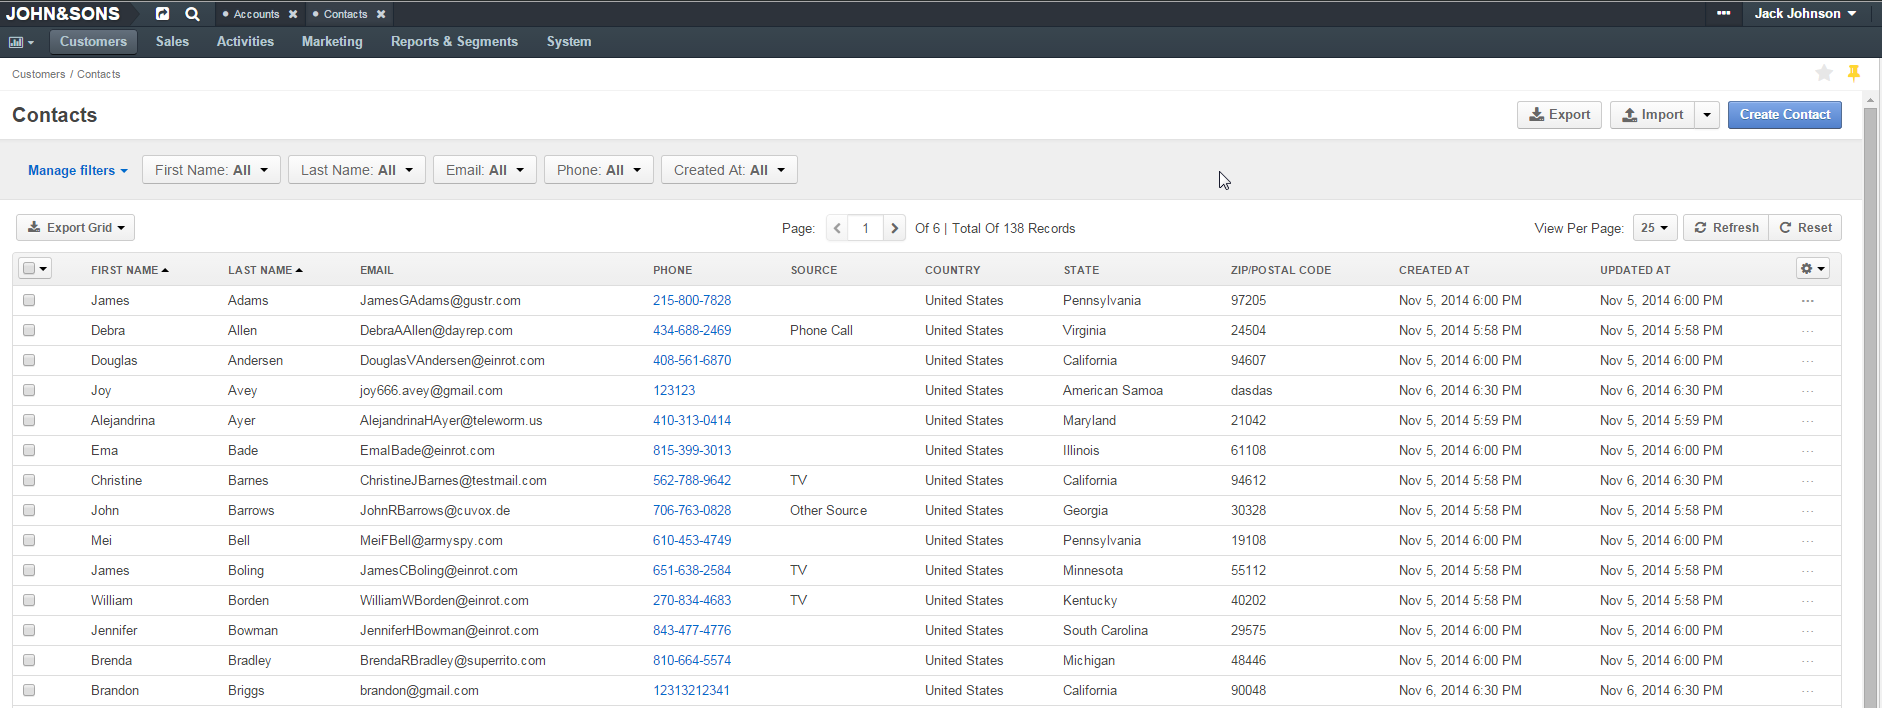 JOHN&SONS Accounts Contacts Jack Johnson
Customers Sales Activities Marketing Reports & Segments System
Customers / Contacts
Contacts Export Import Create Contact
Manage filters First Name: All Last Name: All Email: All Phone: All Created At: All
Export Grid Page: 1 Of 6 | Total Of 138 Records View Per Page: 25 Refresh Reset
FIRST NAME LAST NAME EMAIL PHONE SOURCE COUNTRY STATE ZIP/POSTAL CODE CREATED AT UPDATED AT
James Adams JamesGAdams@gustr.com 215-800-7828 United States Pennsylvania 97205 Nov 5, 2014 6:00 PM Nov 5, 2014 6:00 PM ...
Debra Allen DebraAAllen@dayrep.com 434-688-2469 Phone Call United States Virginia 24504 Nov 5, 2014 5:58 PM Nov 5, 2014 5:58 PM ...
Douglas Andersen DouglasVAndersen@einrot.com 408-561-6870 United States California 94607 Nov 5, 2014 6:00 PM Nov 5, 2014 6:00 PM ...
Joy Avey joy666.avey@gmail.com 123123 United States American Samoa dasdas Nov 6, 2014 6:30 PM Nov 6, 2014 6:30 PM ...
Alejandrina Ayer AlejandrinaHAyer@teleworm.us 410-313-0414 United States Maryland 21042 Nov 5, 2014 5:59 PM Nov 5, 2014 5:59 PM ...
Ema Bade EmaIBade@einrot.com 815-399-3013 United States Illinois 61108 Nov 5, 2014 6:00 PM Nov 5, 2014 6:00 PM ...
Christine Barnes ChristineJBarnes@testmail.com 562-788-9642 TV United States California 94612 Nov 5, 2014 5:58 PM Nov 6, 2014 6:30 PM ...
John Barrows JohnRBarrows@cuvox.de 706-763-0828 Other Source United States Georgia 30328 Nov 5, 2014 5:58 PM Nov 5, 2014 5:58 PM ...
Mei Bell MeiFBell@armyspy.com 610-453-4749 United States Pennsylvania 19108 Nov 5, 2014 6:00 PM Nov 5, 2014 6:00 PM ...
James Boling JamesCBoling@einrot.com 651-638-2584 TV United States Minnesota 55112 Nov 5, 2014 5:58 PM Nov 5, 2014 5:58 PM ...
William Borden WilliamWBorden@einrot.com 270-834-4683 TV United States Kentucky 40202 Nov 5, 2014 5:58 PM Nov 5, 2014 5:58 PM ...
Jennifer Bowman JenniferHBowman@einrot.com 843-477-4776 United States South Carolina 29575 Nov 5, 2014 6:00 PM Nov 5, 2014 6:00 PM ...
Brenda Bradley BrendaRBradley@superrito.com 810-664-5574 United States Michigan 48446 Nov 5, 2014 6:00 PM Nov 5, 2014 6:00 PM ...
Brandon Briggs brandon@gmail.com 12313212341 United States California 90048 Nov 6, 2014 6:30 PM Nov 6, 2014 6:30 PM ...